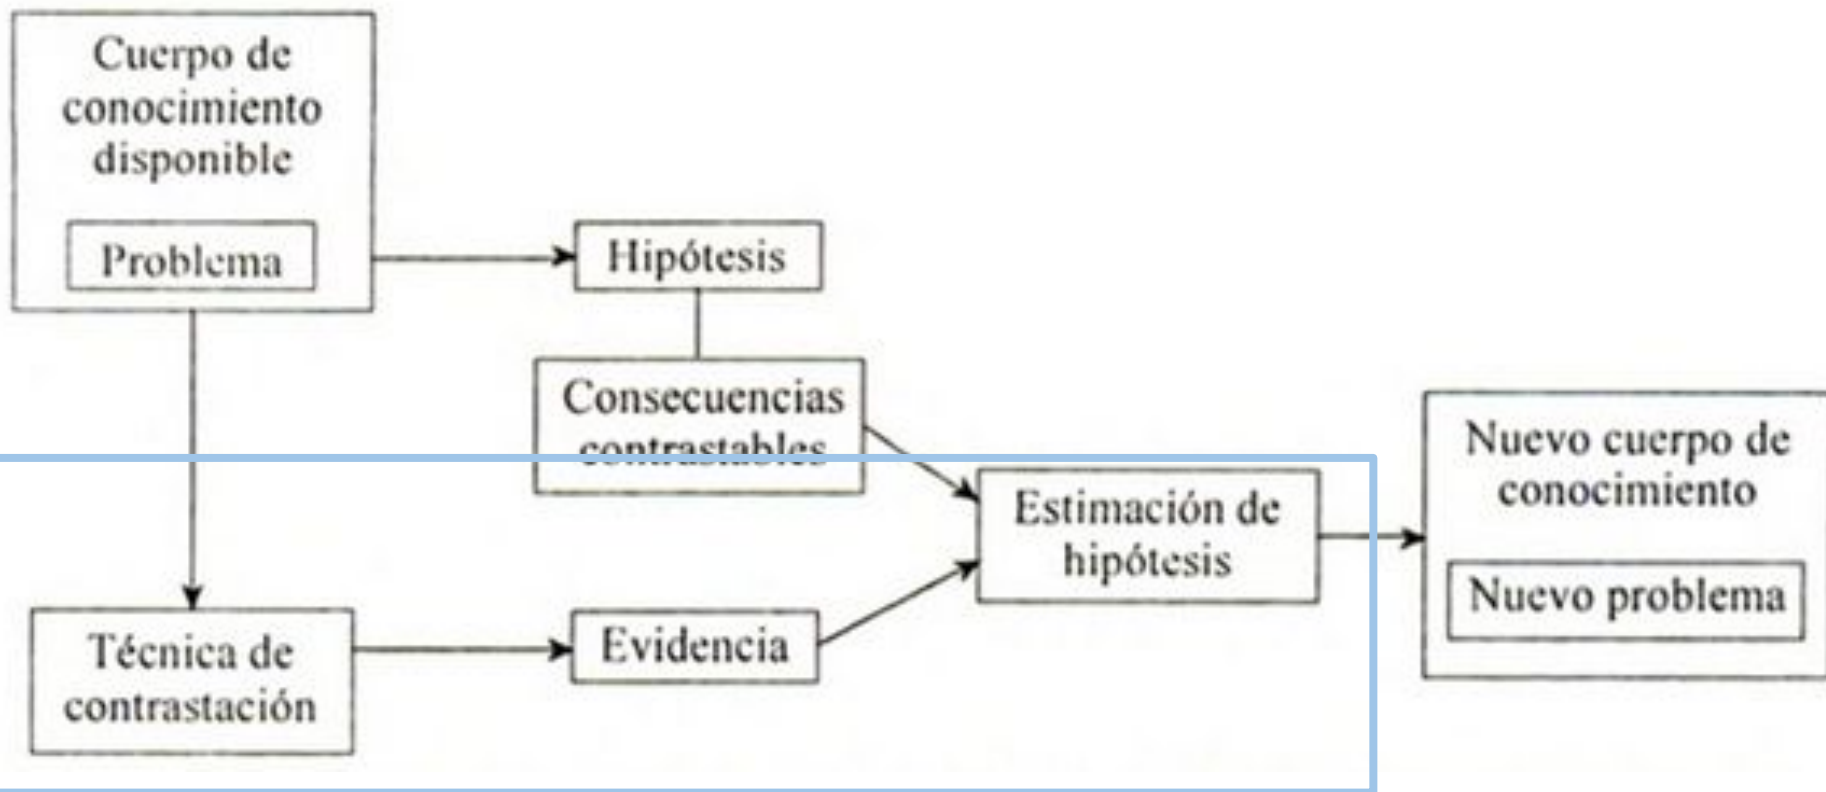 Cuerpo de
conocimiento
disponible
Problema
Hipótesis
Consecuencias
contrastables
Estimación de
hipótesis
Nuevo cuerpo de
conocimiento
Nuevo problema
Técnica de
contrastación
Evidencia